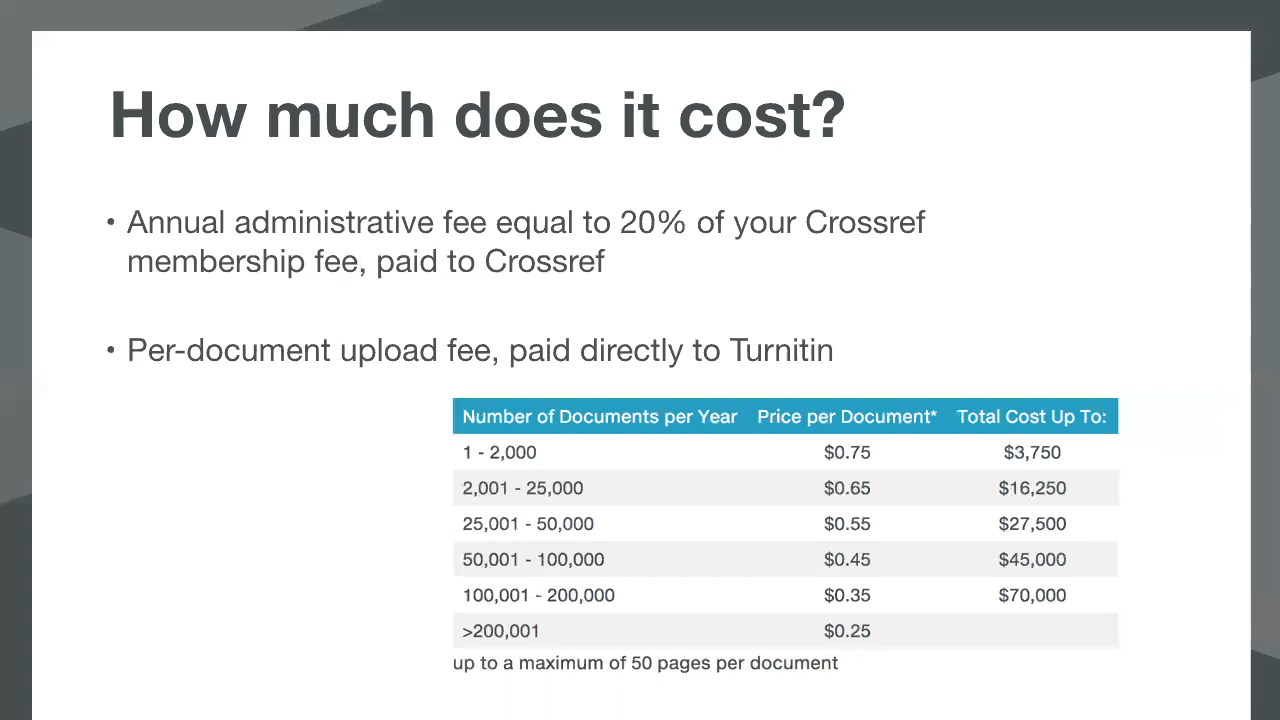 How much does it cost?
• Annual administrative fee equal to 20% of your Crossref
membership fee, paid to Crossref
• Per-document upload fee, paid directly to Turnitin
Number of Documents per Year Price per Document* Total Cost Up To:
1 - 2,000 $0.75 $3,750
2,001 - 25,000 $0.65 $16,250
25,001 - 50,000 $0.55 $27,500
50,001 - 100,000 $0.45 $45,000
100,001 - 200,000 $0.35 $70,000
>200,001 $0.25
up to a maximum of 50 pages per document